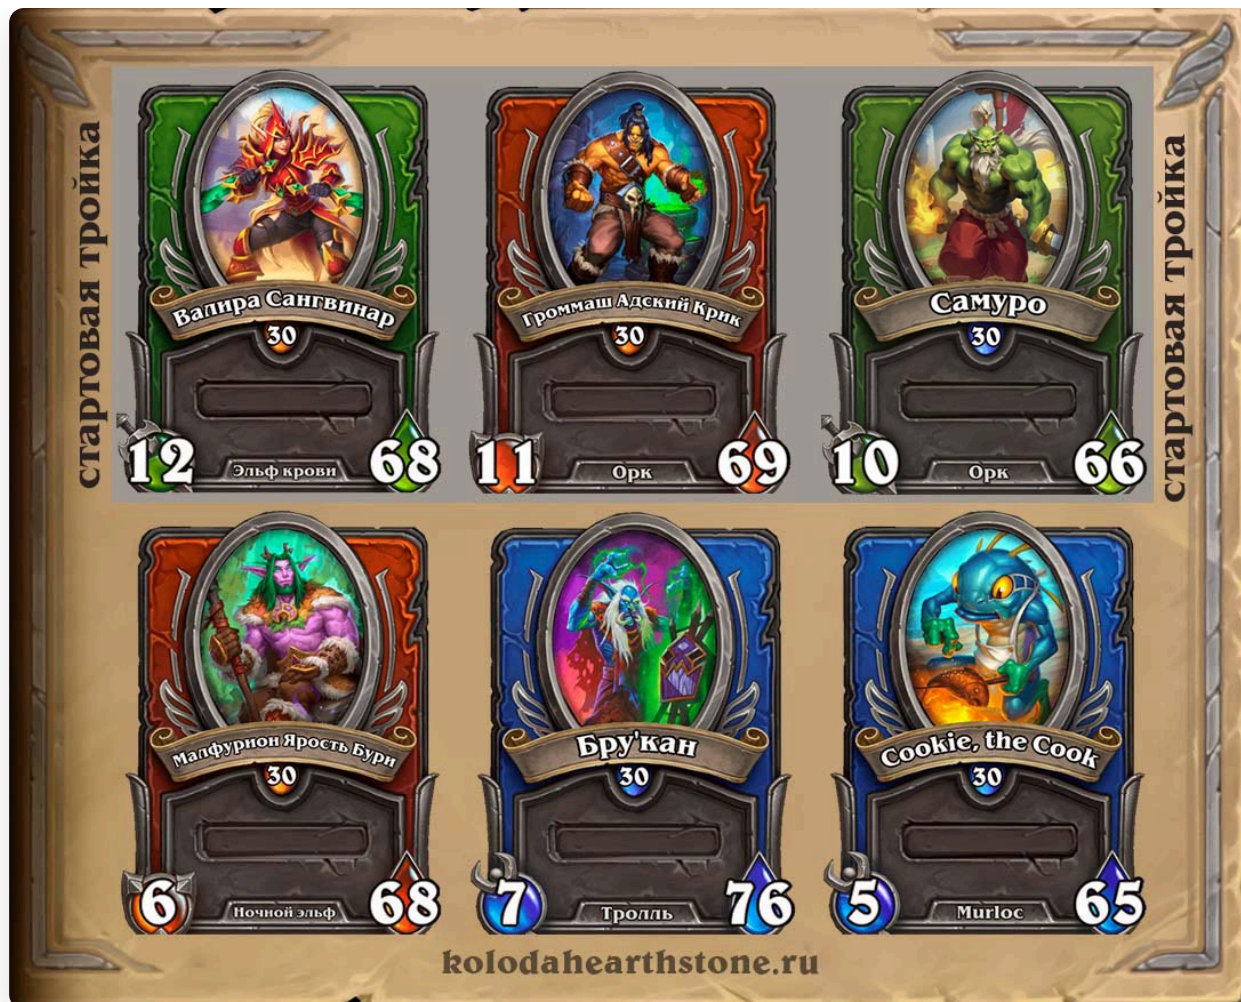 стартовая тройка
Валира Сангвинар
30
12
Эльф крови
68
Громмаш Адский Крик
30
11
Орк
69
Самуро
30
10
Орк
66
стартовая тройка
Малфурион Ярость Бури
30
6
Ночной эльф
68
Бру'кан
30
7
Тролль
76
Cookie, the Cook
30
5
Murloc
65
kolodahearthstone.ru